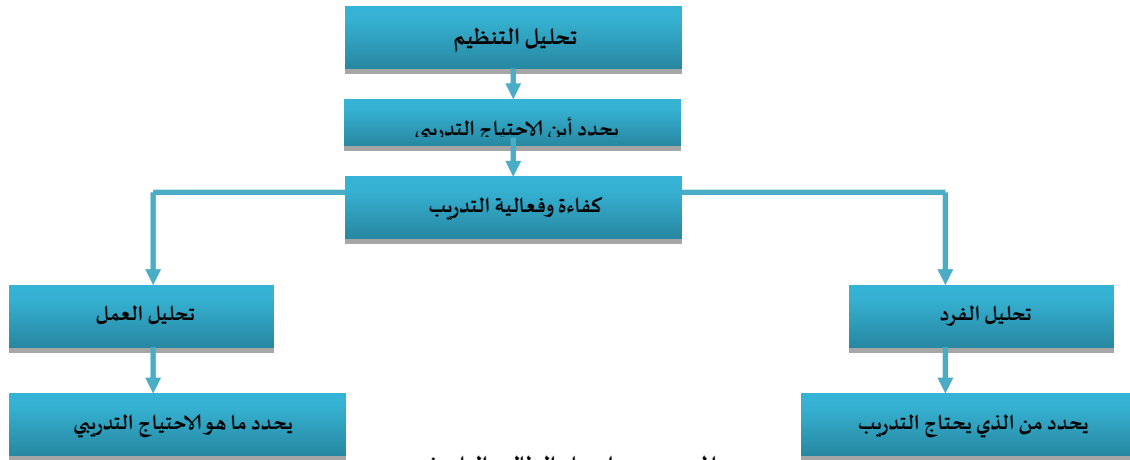 تحليل التنظيم
يحدد أين الاحتياج التدريبي
كفاءة وفعالية التدريب
تحليل الفرد
تحليل العمل
يحدد من الذي يحتاج التدريب
يحدد ما هو الاحتياج التدريبي